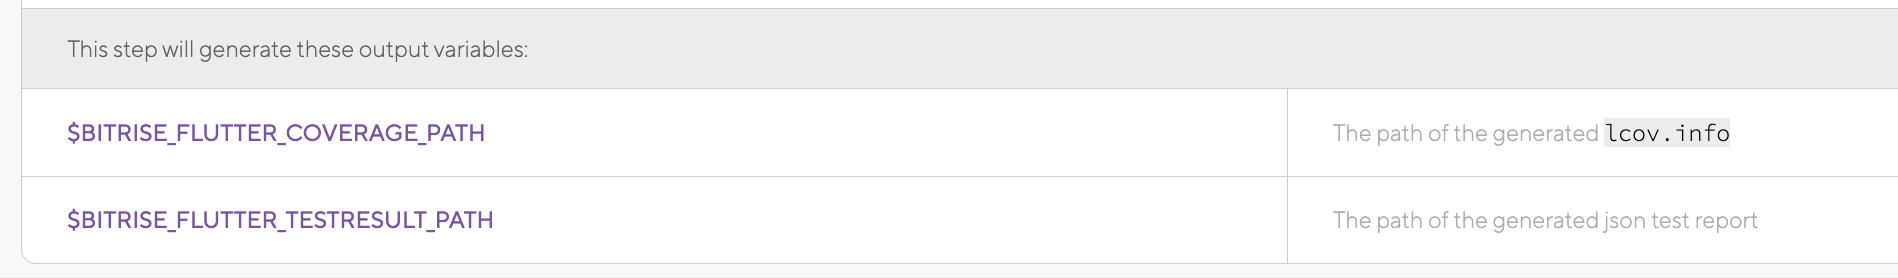 This step will generate these output variables:
$BITRISE_FLUTTER_COVERAGE_PATH The path of the generated lcov.info
$BITRISE_FLUTTER_TESTRESULT_PATH The path of the generated json test report